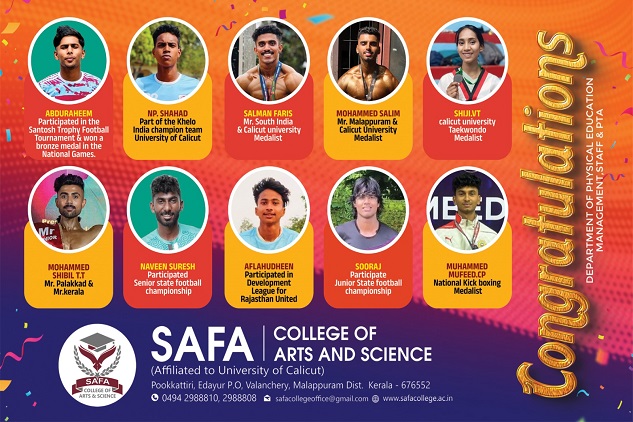 ABDURAHEEM
Participated in the
Santosh Trophy Football
Tournament & won a
bronze medal in the
National Games.
NP. SHAHAD
Part of the Khelo
India champion team
University of Calicut
SALMAN FARIS
Mr. South India
& Calicut university
Medalist
MOHAMMED SALIM
Mr. Malappuram &
Calicut University
Medalist
SHIJI.VT
calicut university
Taekwondo
Medalist
MOHAMMED
SHIBIL T.T
Mr. Palakkad &
Mr.kerala
NAVEEN SURESH
Participated
Senior state football
championship
AFLAHUDHEEN
Participated in
Development
League for
Rajasthan United
SOORAJ
Participate
Junior State football
championship
MUHAMMED
MUFEED.CP
National Kick boxing
Medalist
Congratulations
DEPARTMENT OF PHYSICAL EDUCATION
MANAGEMENT,STAFF & PTA
SAFA
COLLEGE OF
ARTS & SCIENCE
SAFA
COLLEGE OF
ARTS AND SCIENCE
(Affiliated to University of Calicut)
Pookkattiri, Edayur P.O, Valanchery, Malappuram Dist. Kerala - 676552
0494 2988810, 2988808 safacollegeoffice@gmail.com www.safacollege.ac.in